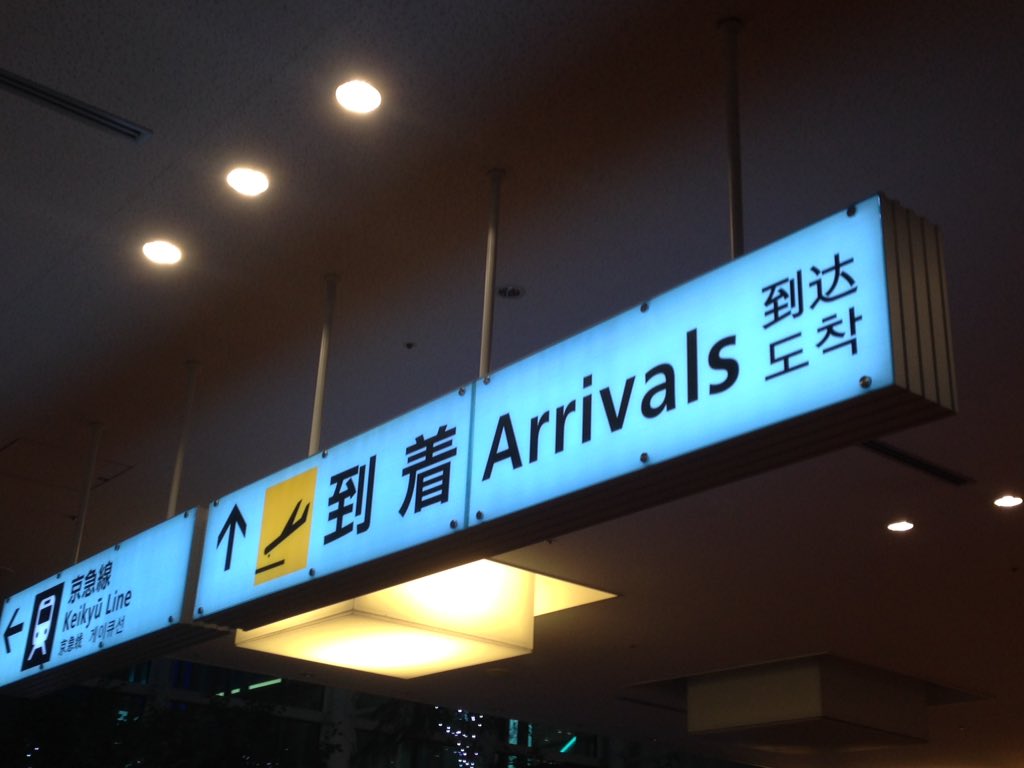 京急線
Keikyū Line
京急线 게이큐선
到着
Arrivals
到达
도착